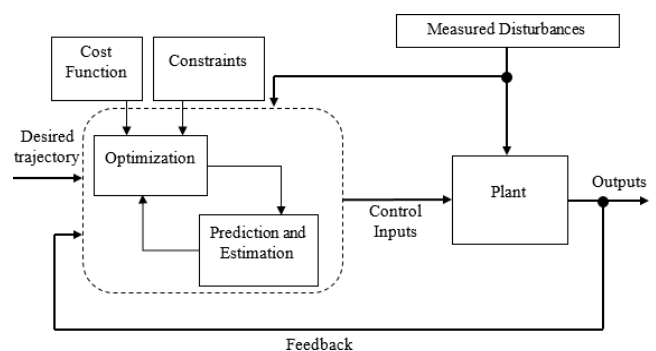 Measured Disturbances
Cost
Function
Constraints
Desired
trajectory
Optimization
Prediction and
Estimation
Control
Inputs
Plant
Outputs
Feedback